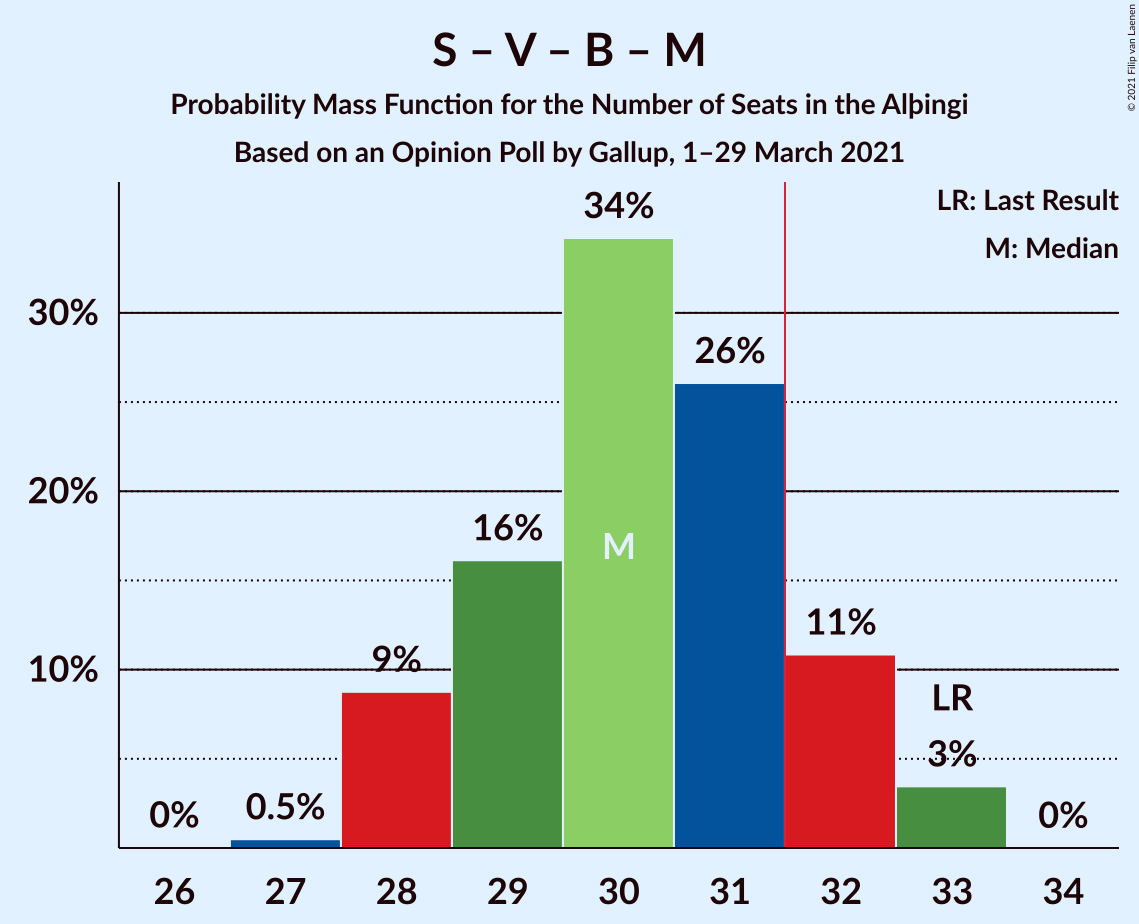 S – V – B – M
Probability Mass Function for the Number of Seats in the Alþingi
Based on an Opinion Poll by Gallup, 1–29 March 2021
© 2021 Filip van Laenen
LR: Last Result
M: Median
34%
30%
26%
20%
16%
M
11%
10%
9%
LR
3%
0%
0.5%
0%
26 27 28 29 30 31 32 33 34